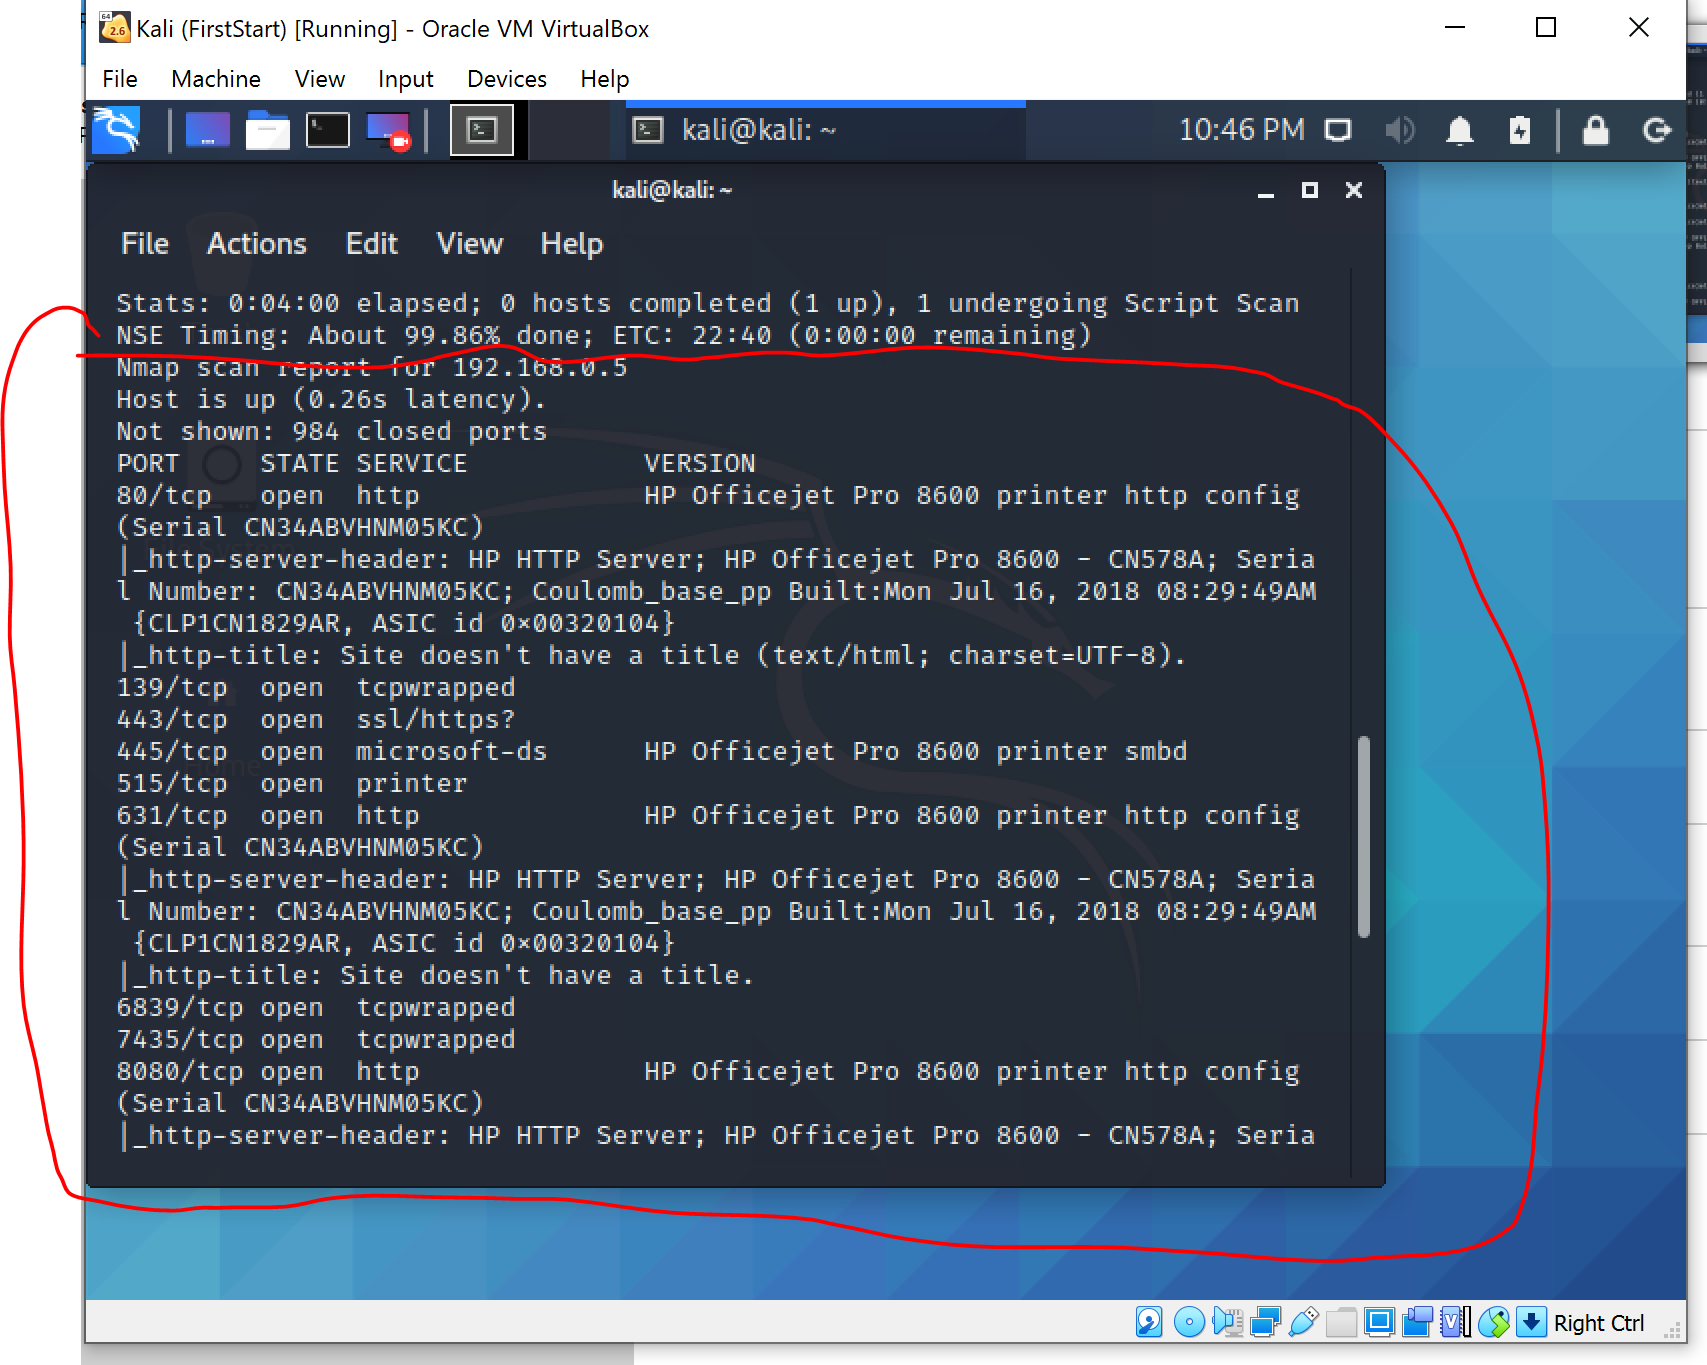 Kali (FirstStart) [Running] - Oracle VM VirtualBox
File Machine View Input Devices Help
kali@kali: ~ 10:46 PM
kali@kali: ~
File Actions Edit View Help
Stats: 0:04:00 elapsed; 0 hosts completed (1 up), 1 undergoing Script Scan
NSE Timing: About 99.86% done; ETC: 22:40 (0:00:00 remaining)
Nmap scan report for 192.168.0.5
Host is up (0.26s latency).
Not shown: 984 closed ports
PORT STATE SERVICE VERSION
80/tcp open http HP Officejet Pro 8600 printer http config
(Serial CN34ABVHNM05KC)
|_http-server-header: HP HTTP Server; HP Officejet Pro 8600 - CN578A; Seria
l Number: CN34ABVHNM05KC; Coulomb_base_pp Built:Mon Jul 16, 2018 08:29:49AM
{CLP1CN1829AR, ASIC id 0×00320104}
|_http-title: Site doesn't have a title (text/html; charset=UTF-8).
139/tcp open tcpwrapped
443/tcp open ssl/https?
445/tcp open microsoft-ds HP Officejet Pro 8600 printer smbd
515/tcp open printer
631/tcp open http HP Officejet Pro 8600 printer http config
(Serial CN34ABVHNM05KC)
|_http-server-header: HP HTTP Server; HP Officejet Pro 8600 - CN578A; Seria
l Number: CN34ABVHNM05KC; Coulomb_base_pp Built:Mon Jul 16, 2018 08:29:49AM
{CLP1CN1829AR, ASIC id 0×00320104}
|_http-title: Site doesn't have a title.
6839/tcp open tcpwrapped
7435/tcp open tcpwrapped
8080/tcp open http HP Officejet Pro 8600 printer http config
(Serial CN34ABVHNM05KC)
|_http-server-header: HP HTTP Server; HP Officejet Pro 8600 - CN578A; Seria
Right Ctrl